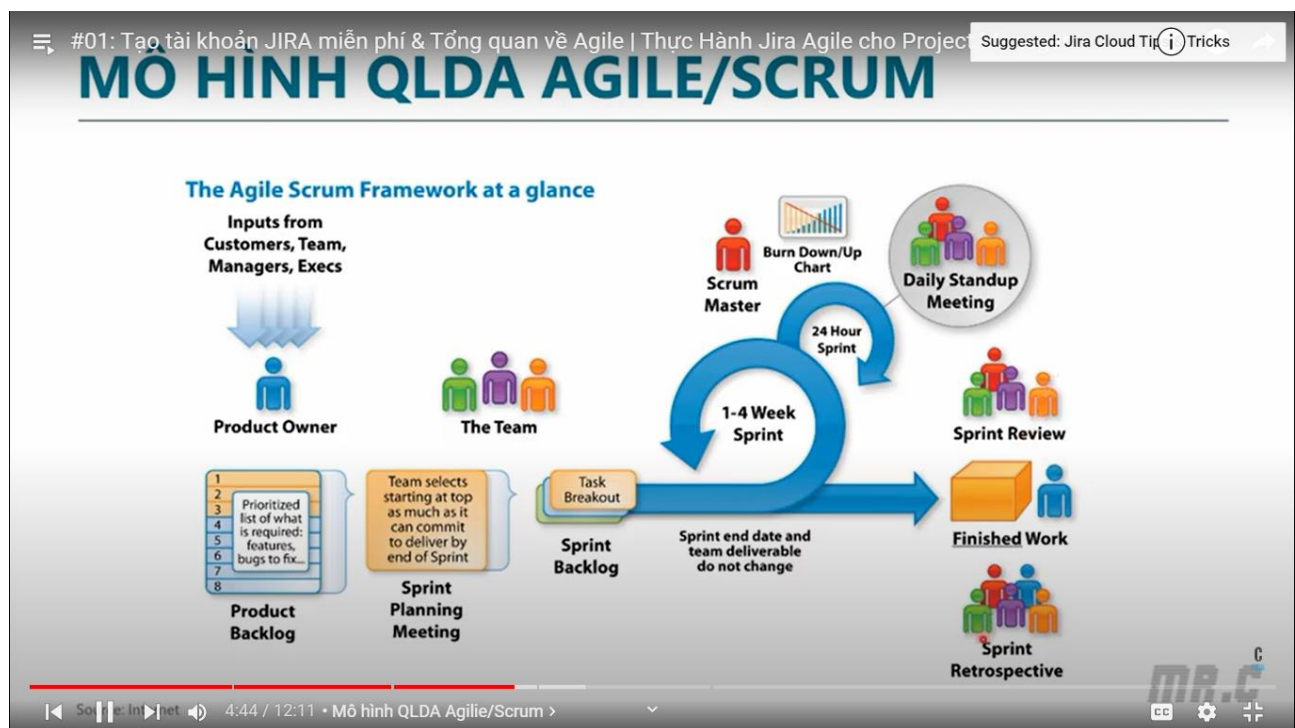 #01: Tạo tài khoản JIRA miễn phí & Tổng quan về Agile | Thực Hành Jira Agile cho Project
Suggested: Jira Cloud Tip
Tricks
MÔ HÌNH QLDA AGILE/SCRUM
The Agile Scrum Framework at a glance
Inputs from
Customers, Team,
Managers, Execs
Product Owner
The Team
Scrum
Master
Burn Down/Up
Chart
Daily Standup
Meeting
24 Hour
Sprint
1-4 Week
Sprint
Sprint Review
1
2
3
4
5
6
7
8
Prioritized
list of what
is required:
features,
bugs to fix...
Product
Backlog
Team selects
starting at top
as much as it
can commit
to deliver by
end of Sprint
Sprint
Planning
Meeting
Task
Breakout
Sprint
Backlog
Sprint end date and
team deliverable
do not change
Finished Work
Sprint
Retrospective
C
MR.C
Source: Internet
4:44 / 12:11 • Mô hình QLDA Agilie/Scrum ›
CC